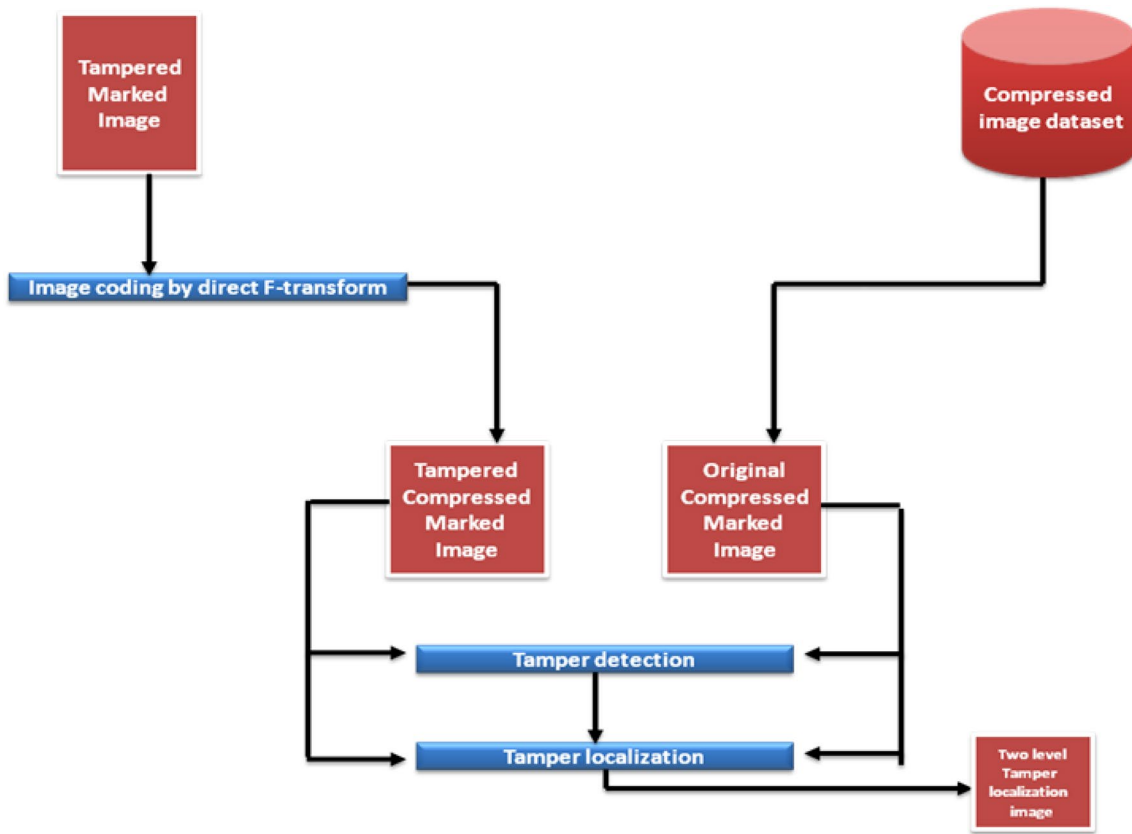 Tampered
Marked
Image
Compressed
image dataset
Image coding by direct F-transform
Tampered
Compressed
Marked
Image
Original
Compressed
Marked
Image
Tamper detection
Tamper localization
Two level
Tamper
localization
image